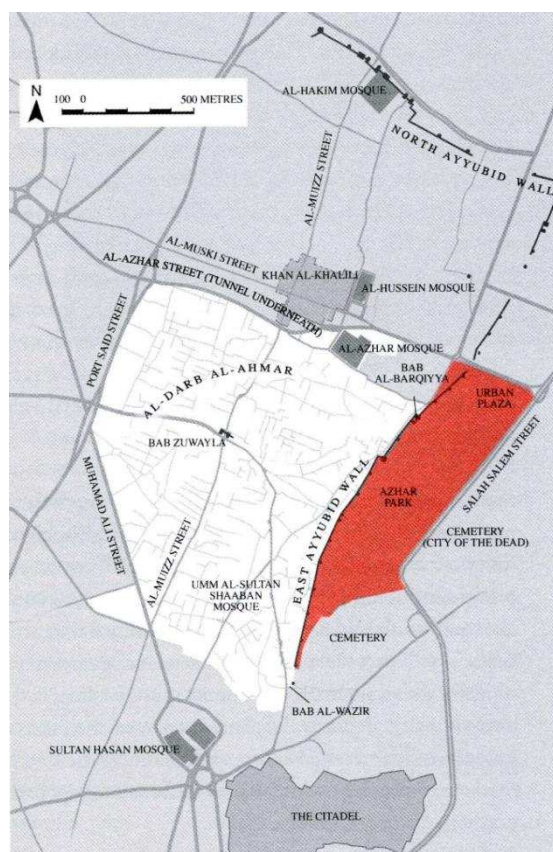 N
100 0 500 METRES
AL-HAKIM MOSQUE
NORTH AYYUBID WALL
AL-MUIZZ STREET
AL-MUSKI STREET
KHAN AL-KHALILI
AL-AZHAR STREET (TUNNEL UNDERNEATH)
AL-HUSSEIN MOSQUE
AL-AZHAR MOSQUE
PORT SAID STREET
BAB
AL-BARQIYYA
URBAN
PLAZA
AL-DARB AL-AHMAR
BAB ZUWAYLA
AZHAR
PARK
SALAH SALEM STREET
EAST AYYUBID WALL
CEMETERY
(CITY OF THE DEAD)
MUHAMAD ALI STREET
AL-MUIZZ STREET
UMM AL-SULTAN
SHAABAN
MOSQUE
CEMETERY
BAB AL-WAZIR
SULTAN HASAN MOSQUE
THE CITADEL